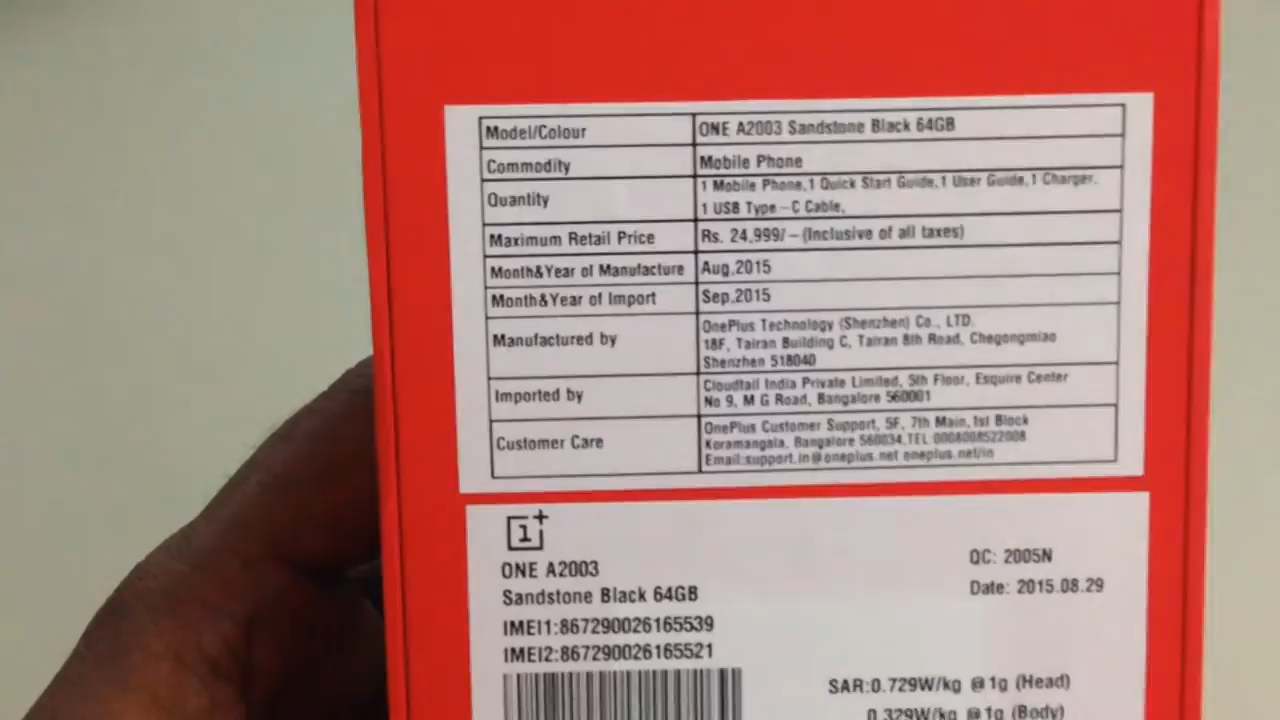 Model/Colour ONE A2003 Sandstone Black 64GB
Commodity Mobile Phone
Quantity 1 Mobile Phone,1 Quick Start Guide,1 User Guide,1 Charger,
1 USB Type-C Cable,
Maximum Retail Price Rs. 24,999/-(Inclusive of all taxes)
Month&Year of Manufacture Aug,2015
Month&Year of Import Sep,2015
Manufactured by OnePlus Technology (Shenzhen) Co., LTD.
18F, Tairan Building C, Tairan 8th Road, Chegongmiao
Shenzhen 518040
Imported by Cloudtail India Private Limited, 5th Floor, Esquire Center
No 9, M G Road, Bangalore 560001
Customer Care OnePlus Customer Support, 5F, 7th Main,1st Block
Koramangala, Bangalore 560034.TEL:0008008522008
Email:support.in@oneplus.net oneplus.net/in
1+
ONE A2003
QC: 2005N
Sandstone Black 64GB
Date: 2015.08.29
IMEI1:867290026165539
IMEI2:867290026165521
SAR:0.729W/kg @1g (Head)
0.329W/kg @1g (Body)